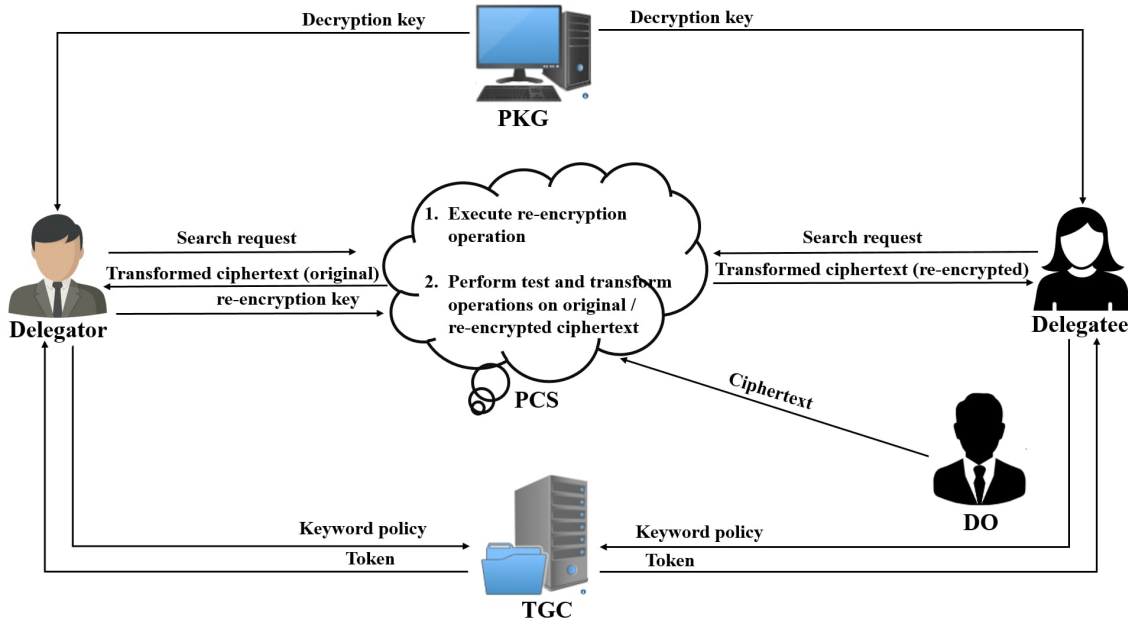 Decryption key
Decryption key
PKG
1. Execute re-encryption
operation
2. Perform test and transform
operations on original /
re-encrypted ciphertext
Search request
Transformed ciphertext (original)
re-encryption key
Delegator
Search request
Transformed ciphertext (re-encrypted)
Delegatee
PCS
Ciphertext
DO
Keyword policy
Token
Keyword policy
Token
TGC